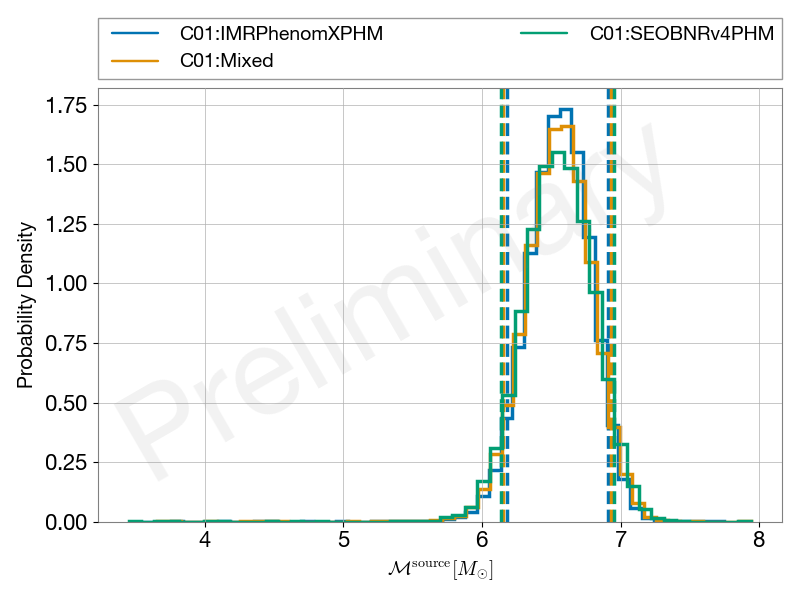 C01:IMRPhenomXPHM
C01:Mixed
C01:SEOBNRv4PHM
1.75
1.50
1.25
1.00
0.75
0.50
0.25
0.00
Probability Density
Preliminary
4 5 6 7 8
ℳ^source[M_⊙]